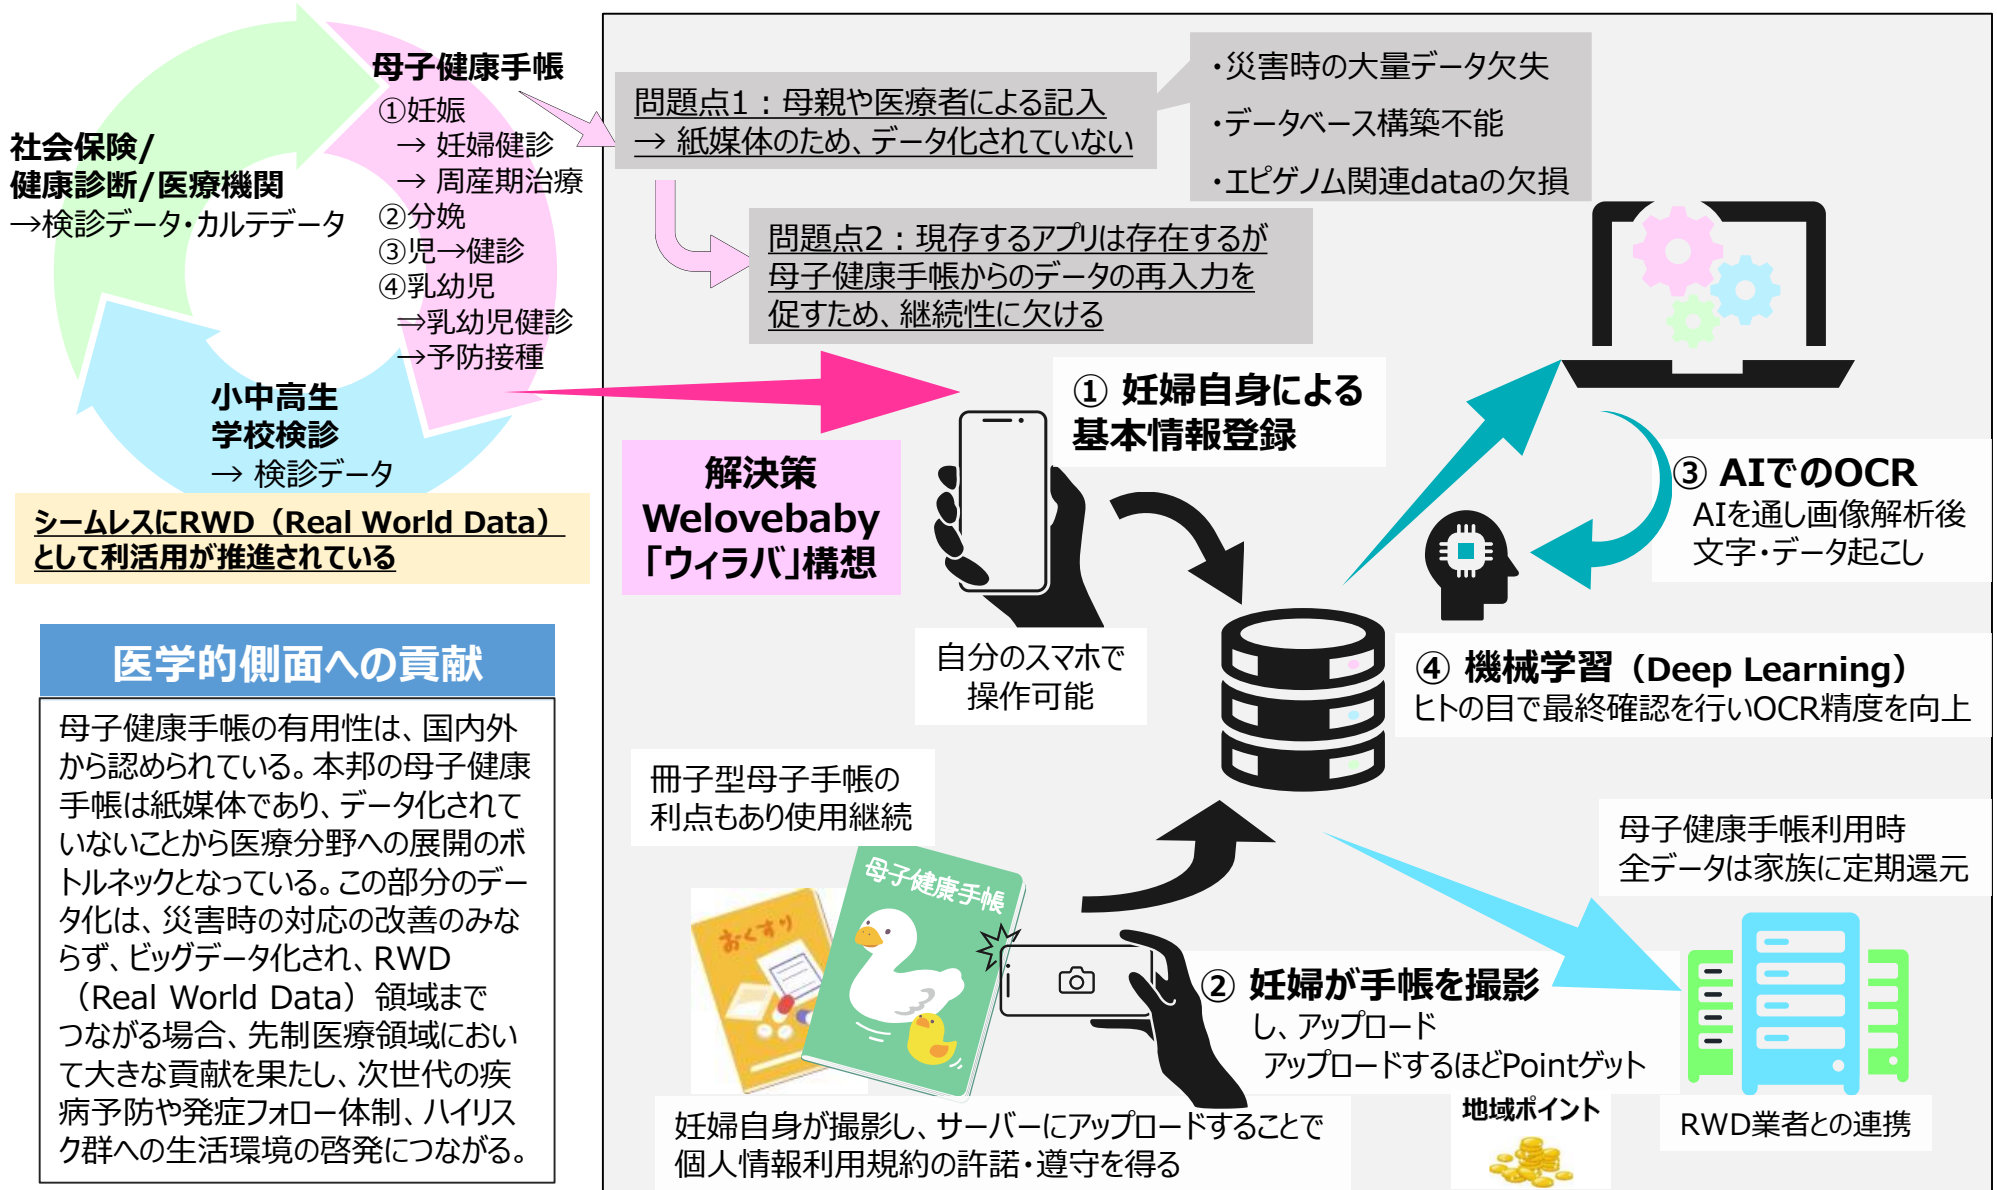 母子健康手帳
①妊娠
→ 妊婦健診
→ 周産期治療
②分娩
③児→健診
④乳幼児
⇒乳幼児健診
→予防接種
社会保険/
健康診断/医療機関
→検診データ・カルテデータ
小中高生
学校検診
→ 検診データ
シームレスにRWD（Real World Data）
として利活用が推進されている
医学的側面への貢献
母子健康手帳の有用性は、国内外
から認められている。本邦の母子健康
手帳は紙媒体であり、データ化されて
いないことから医療分野への展開のボ
トルネックとなっている。この部分のデー
タ化は、災害時の対応の改善のみな
らず、ビッグデータ化され、RWD
（Real World Data）領域まで
つながる場合、先制医療領域におい
て大きな貢献を果たし、次世代の疾
病予防や発症フォロー体制、ハイリス
ク群への生活環境の啓発につながる。
問題点1：母親や医療者による記入
→ 紙媒体のため、データ化されていない
・災害時の大量データ欠失
・データベース構築不能
・エピゲノム関連dataの欠損
問題点2：現存するアプリは存在するが
母子健康手帳からのデータの再入力を
促すため、継続性に欠ける
解決策
Welovebaby
「ウィラバ」構想
① 妊婦自身による
基本情報登録
自分のスマホで
操作可能
③ AIでのOCR
AIを通し画像解析後
文字・データ起こし
④ 機械学習（Deep Learning）
ヒトの目で最終確認を行いOCR精度を向上
冊子型母子手帳の
利点もあり使用継続
おくすり
母子健康手帳
② 妊婦が手帳を撮影
し、アップロード
アップロードするほどPointゲット
地域ポイント
妊婦自身が撮影し、サーバーにアップロードすることで
個人情報利用規約の許諾・遵守を得る
母子健康手帳利用時
全データは家族に定期還元
RWD業者との連携